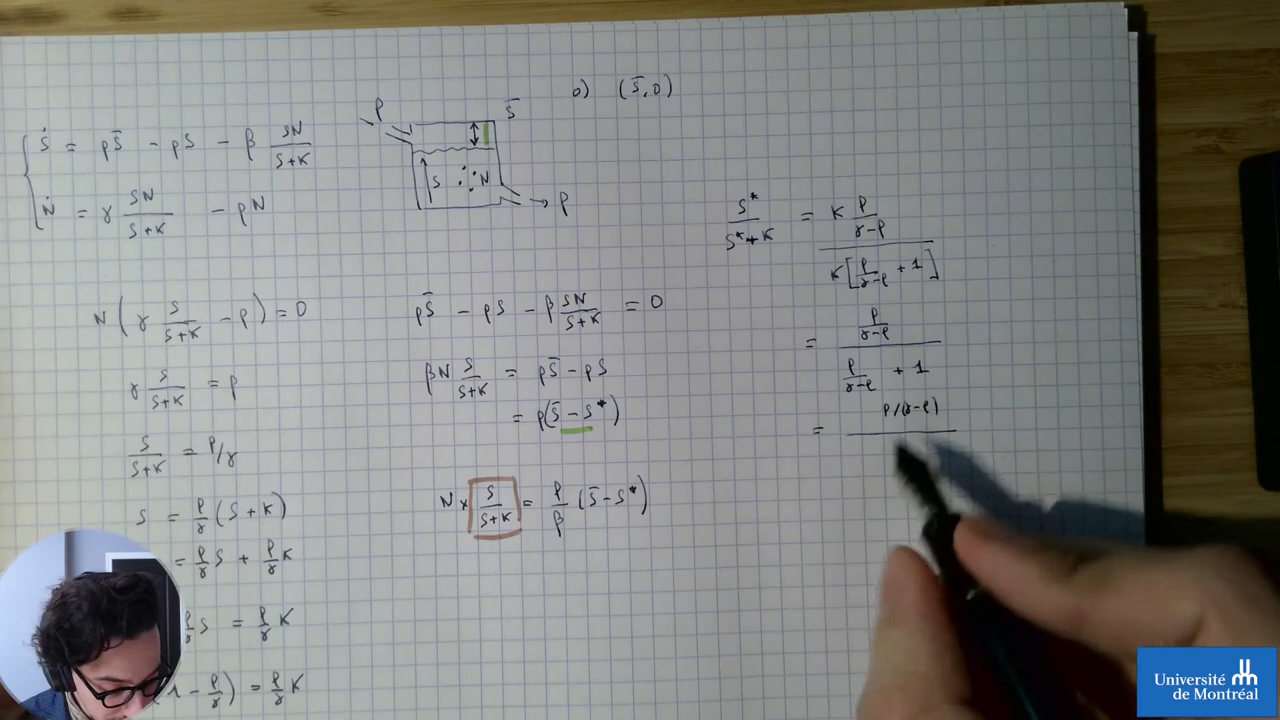 Ṡ = ρS̄ - ρS - β SN/(S+K)
Ṅ = γ SN/(S+K) - ρN
ρ
S̄
S
N
→ ρ
0) (S̄, 0)
N(γ S/(S+K) - ρ) = 0
γ S/(S+K) = ρ
S/(S+K) = ρ/γ
S = ρ/γ (S+K)
= ρ/γ S + ρ/γ K
ρ/γ S = ρ/γ K
(1 - ρ/γ) = ρ/γ K
ρS̄ - ρS - β SN/(S+K) = 0
βN S/(S+K) = ρS̄ - ρS
= ρ(S̄ - S*)
N × S/(S+K) = ρ/β (S̄ - S*)
S*/(S*+K) = K ρ/(γ-ρ) / K[ρ/(γ-ρ) + 1]
= ρ/(γ-ρ) / ρ/(γ-ρ) + 1
= ρ/(γ-ρ)
Université
de Montréal